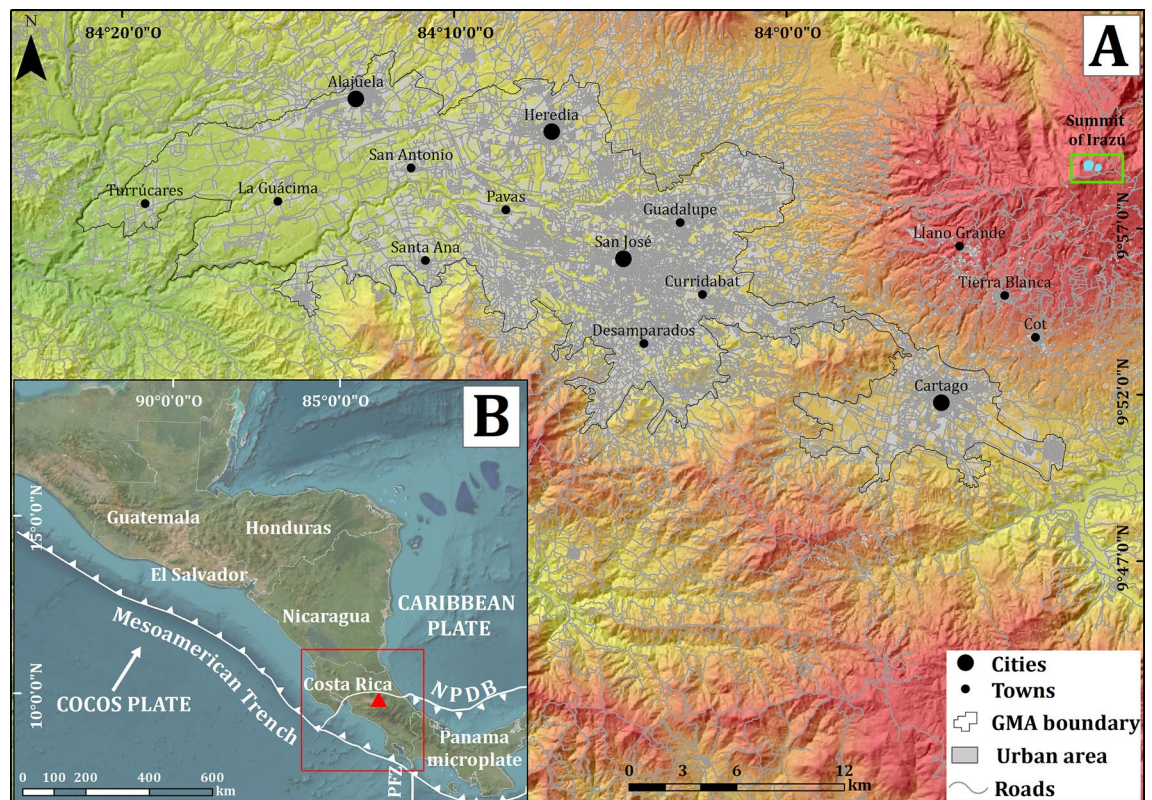 N
84°20'0"O
84°10'0"O
84°0'0"O
A
Alajuela
Heredia
Summit
of Irazú
San Antonio
Turrúcares
La Guácima
Pavas
Guadalupe
9°57'0"N
Llano Grande
San José
Santa Ana
Curridabat
Tierra Blanca
Desamparados
Cot
Cartago
9°52'0"N
9°47'0"N
90°0'0"O
85°0'0"O
B
15°0'0"N
Guatemala
Honduras
El Salvador
Nicaragua
CARIBBEAN
PLATE
Mesoamerican Trench
COCOS PLATE
10°0'0"N
Costa Rica
NPDB
Panama
microplate
PFZ
0 100 200 400 600
km
0 3 6 12
km
Cities
Towns
GMA boundary
Urban area
Roads